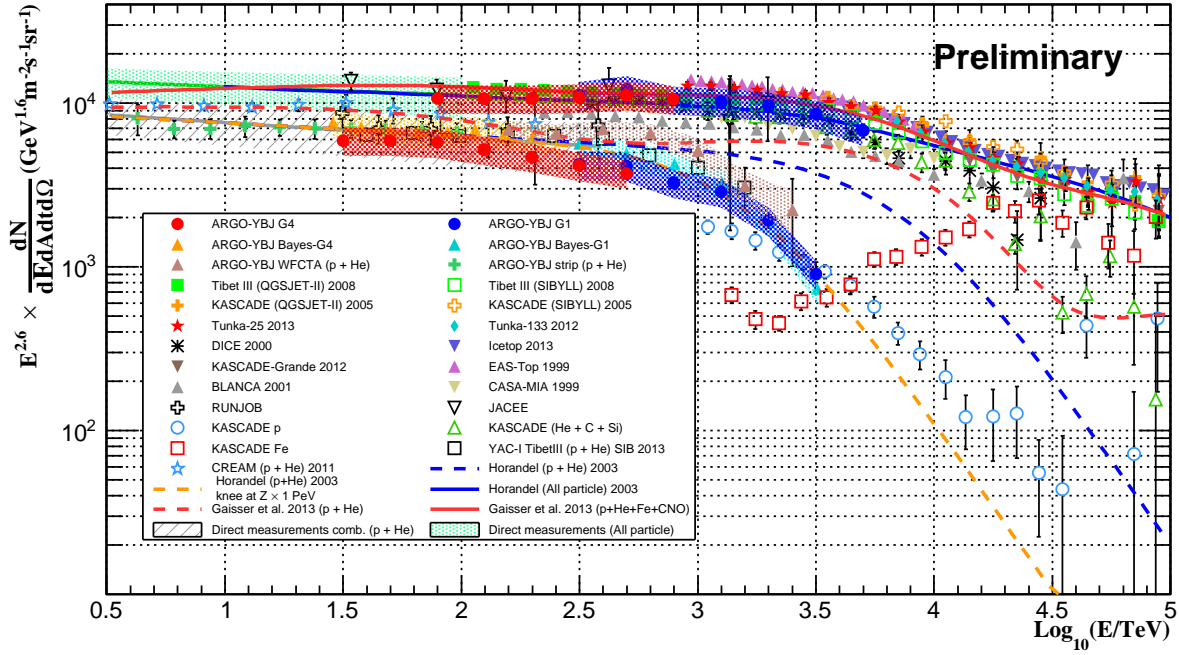 Preliminary
E^2.6 × dN/dEdAdtdΩ (GeV^1.6 m^-2 s^-1 sr^-1)
10^4
10^3
10^2
ARGO-YBJ G4
ARGO-YBJ G1
ARGO-YBJ Bayes-G4
ARGO-YBJ Bayes-G1
ARGO-YBJ WFCTA (p + He)
ARGO-YBJ strip (p + He)
Tibet III (QGSJET-II) 2008
Tibet III (SIBYLL) 2008
KASCADE (QGSJET-II) 2005
KASCADE (SIBYLL) 2005
Tunka-25 2013
Tunka-133 2012
DICE 2000
Icetop 2013
KASCADE-Grande 2012
EAS-Top 1999
BLANCA 2001
CASA-MIA 1999
RUNJOB
JACEE
KASCADE p
KASCADE (He + C + Si)
KASCADE Fe
YAC-I TibetIII (p + He) SIB 2013
CREAM (p + He) 2011
Horandel (p + He) 2003
Horandel (p+He) 2003
knee at Z × 1 PeV
Horandel (All particle) 2003
Gaisser et al. 2013 (p + He)
Gaisser et al. 2013 (p+He+Fe+CNO)
Direct measurements comb. (p + He)
Direct measurements (All particle)
0.5 1 1.5 2 2.5 3 3.5 4 4.5 5
Log10(E/TeV)